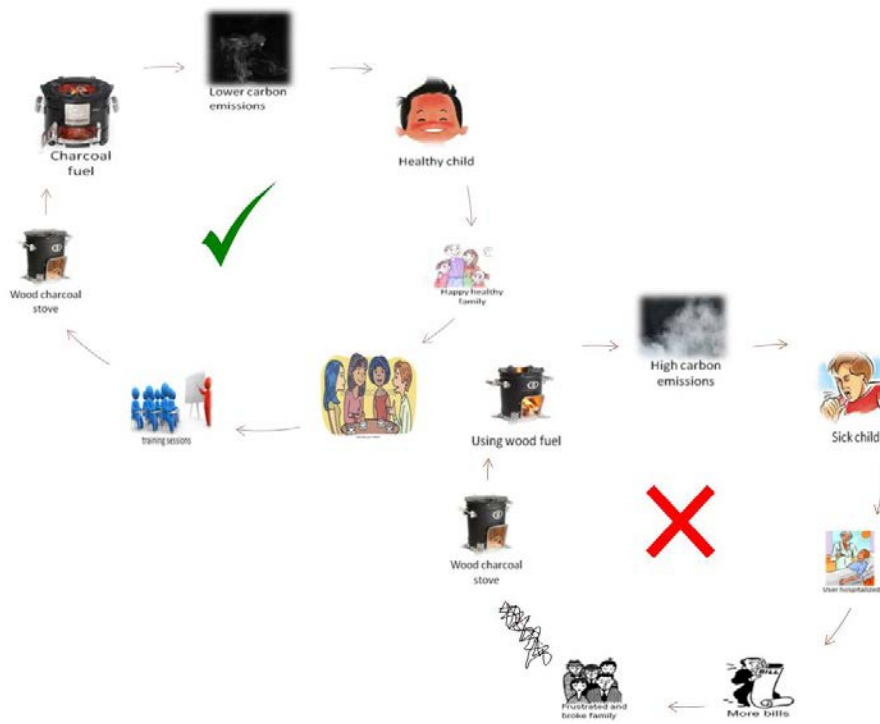 Lower carbon
emissions
Charcoal
fuel
Healthy child
Wood charcoal
stove
Happy healthy
family
training sessions
High carbon
emissions
Using wood fuel
Sick child
Wood charcoal
stove
User hospitalized
BILL
More bills
Frustrated and
broke family